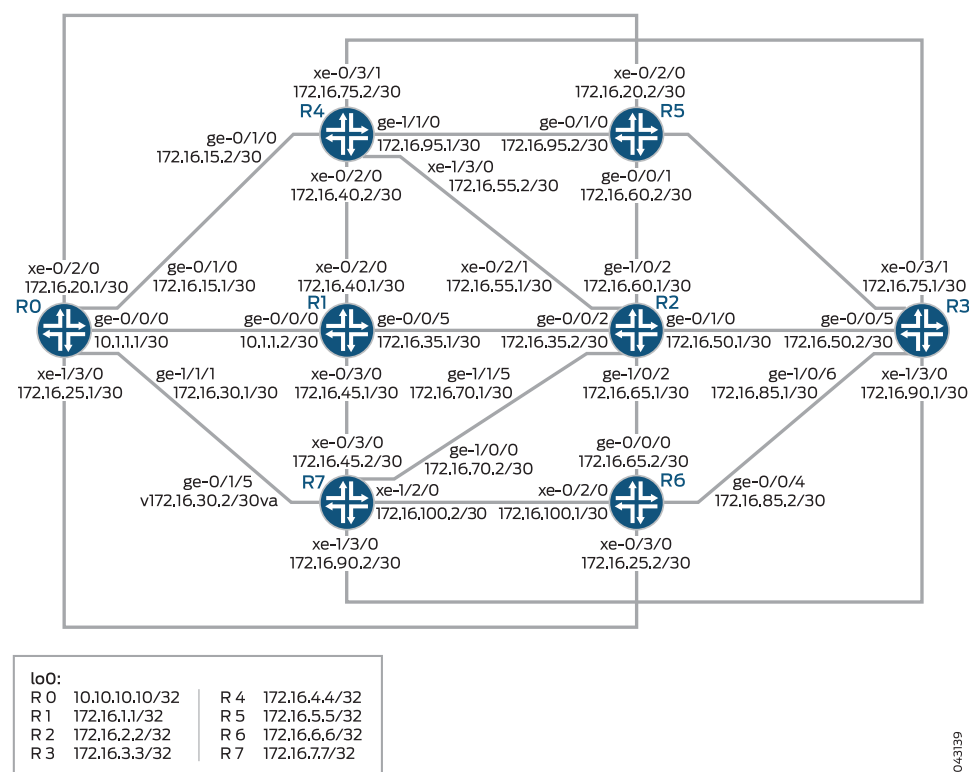 xe-0/3/1
172.16.75.2/30
R4
xe-0/2/0
172.16.20.2/30
R5
ge-0/1/0
172.16.15.2/30
ge-1/1/0
172.16.95.1/30
ge-0/1/0
172.16.95.2/30
xe-1/3/0
172.16.55.2/30
xe-0/2/0
172.16.40.2/30
ge-0/0/1
172.16.60.2/30
xe-0/2/0
172.16.20.1/30
R0
ge-0/1/0
172.16.15.1/30
xe-0/2/0
172.16.40.1/30
R1
xe-0/2/1
172.16.55.1/30
ge-1/0/2
172.16.60.1/30
R2
xe-0/3/1
172.16.75.1/30
R3
ge-0/0/0
10.1.1.1/30
ge-0/0/0
10.1.1.2/30
ge-0/0/5
172.16.35.1/30
ge-0/0/2
172.16.35.2/30
ge-0/1/0
172.16.50.1/30
ge-0/0/5
172.16.50.2/30
xe-1/3/0
172.16.25.1/30
ge-1/1/1
172.16.30.1/30
xe-0/3/0
172.16.45.1/30
ge-1/1/5
172.16.70.1/30
ge-1/0/2
172.16.65.1/30
ge-1/0/6
172.16.85.1/30
xe-1/3/0
172.16.90.1/30
ge-0/1/5
v172.16.30.2/30va
xe-0/3/0
172.16.45.2/30
R7
ge-1/0/0
172.16.70.2/30
ge-0/0/0
172.16.65.2/30
R6
ge-0/0/4
172.16.85.2/30
xe-1/2/0
172.16.100.2/30
xe-0/2/0
172.16.100.1/30
xe-1/3/0
172.16.90.2/30
xe-0/3/0
172.16.25.2/30
lo0:
R 0 10.10.10.10/32
R 1 172.16.1.1/32
R 2 172.16.2.2/32
R 3 172.16.3.3/32
R 4 172.16.4.4/32
R 5 172.16.5.5/32
R 6 172.16.6.6/32
R 7 172.16.7.7/32
043139